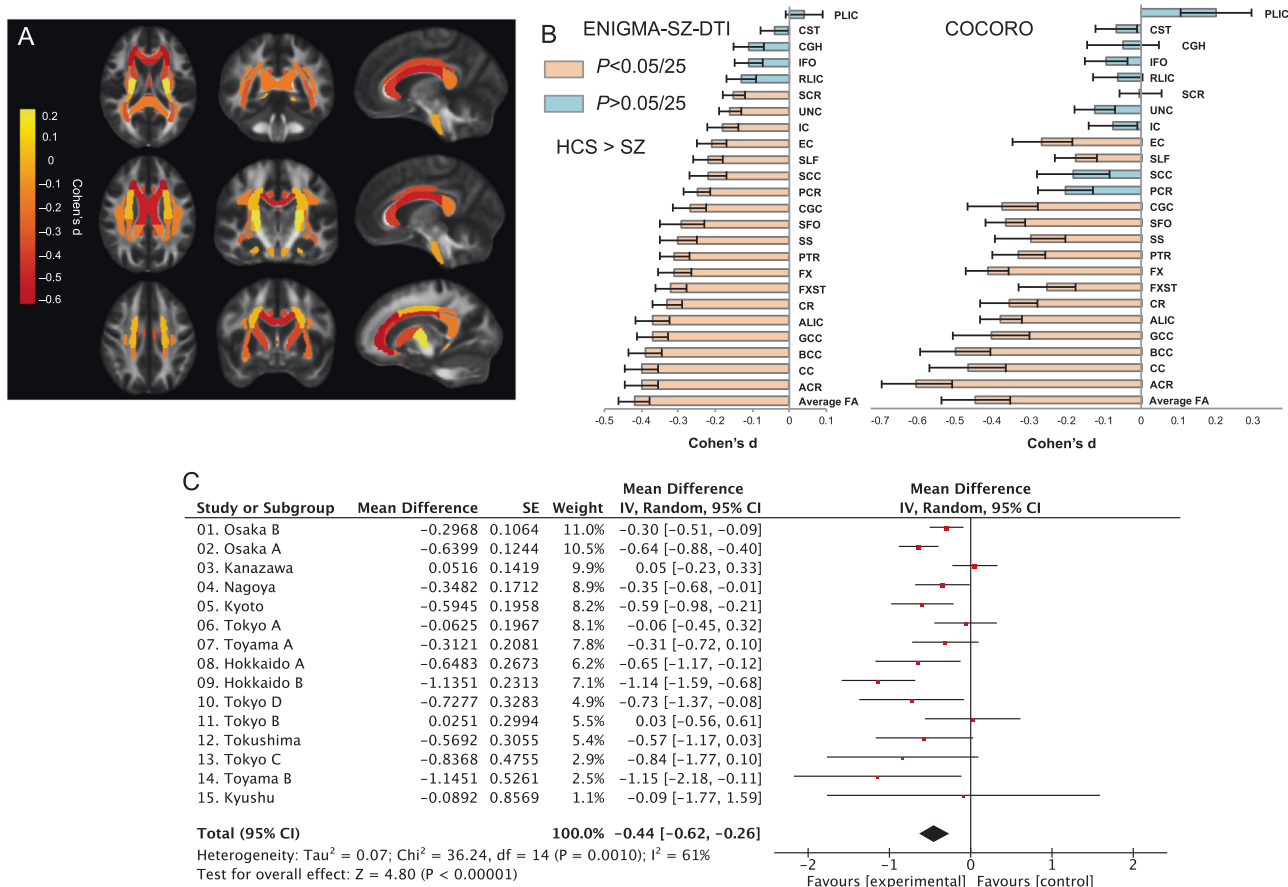 A
0.2
0.1
0
−0.1
−0.2
−0.3
−0.4
−0.5
−0.6
Cohen's d
B
ENIGMA-SZ-DTI
P<0.05/25
P>0.05/25
HCS > SZ
PLIC
CST
CGH
IFO
RLIC
SCR
UNC
IC
EC
SLF
SCC
PCR
CGC
SFO
SS
PTR
FX
FXST
CR
ALIC
GCC
BCC
CC
ACR
Average FA
-0.5 -0.4 -0.3 -0.2 -0.1 0 0.1
Cohen's d
COCORO
PLIC
CST
CGH
IFO
RLIC
SCR
UNC
IC
EC
SLF
SCC
PCR
CGC
SFO
SS
PTR
FX
FXST
CR
ALIC
GCC
BCC
CC
ACR
Average FA
-0.7 -0.6 -0.5 -0.4 -0.3 -0.2 -0.1 0 0.1 0.2 0.3
Cohen's d
C
Mean Difference Mean Difference
Study or Subgroup Mean Difference SE Weight IV, Random, 95% CI IV, Random, 95% CI
01. Osaka B −0.2968 0.1064 11.0% −0.30 [−0.51, −0.09]
02. Osaka A −0.6399 0.1244 10.5% −0.64 [−0.88, −0.40]
03. Kanazawa 0.0516 0.1419 9.9% 0.05 [−0.23, 0.33]
04. Nagoya −0.3482 0.1712 8.9% −0.35 [−0.68, −0.01]
05. Kyoto −0.5945 0.1958 8.2% −0.59 [−0.98, −0.21]
06. Tokyo A −0.0625 0.1967 8.1% −0.06 [−0.45, 0.32]
07. Toyama A −0.3121 0.2081 7.8% −0.31 [−0.72, 0.10]
08. Hokkaido A −0.6483 0.2673 6.2% −0.65 [−1.17, −0.12]
09. Hokkaido B −1.1351 0.2313 7.1% −1.14 [−1.59, −0.68]
10. Tokyo D −0.7277 0.3283 4.9% −0.73 [−1.37, −0.08]
11. Tokyo B 0.0251 0.2994 5.5% 0.03 [−0.56, 0.61]
12. Tokushima −0.5692 0.3055 5.4% −0.57 [−1.17, 0.03]
13. Tokyo C −0.8368 0.4755 2.9% −0.84 [−1.77, 0.10]
14. Toyama B −1.1451 0.5261 2.5% −1.15 [−2.18, −0.11]
15. Kyushu −0.0892 0.8569 1.1% −0.09 [−1.77, 1.59]
Total (95% CI) 100.0% −0.44 [−0.62, −0.26]
Heterogeneity: Tau² = 0.07; Chi² = 36.24, df = 14 (P = 0.0010); I² = 61%
Test for overall effect: Z = 4.80 (P < 0.00001)
−2 −1 0 1 2
Favours [experimental] Favours [control]